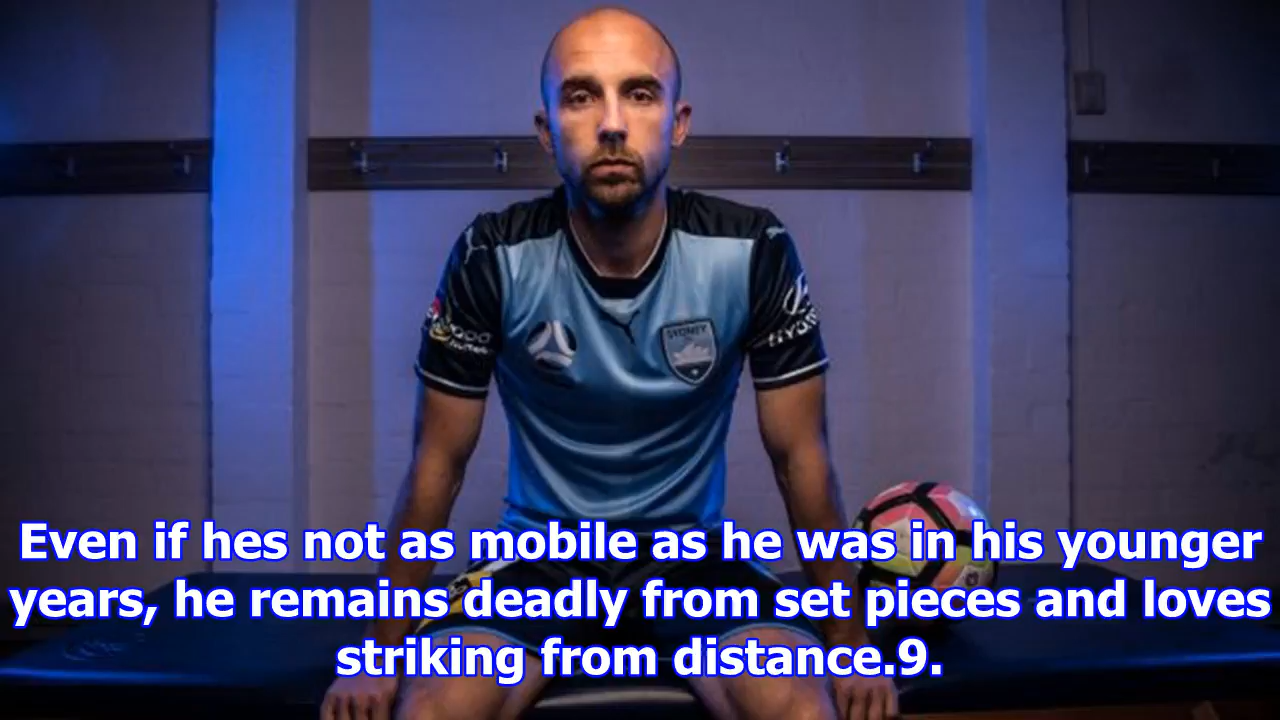 SYDNEY
Even if hes not as mobile as he was in his younger
years, he remains deadly from set pieces and loves
striking from distance.9.